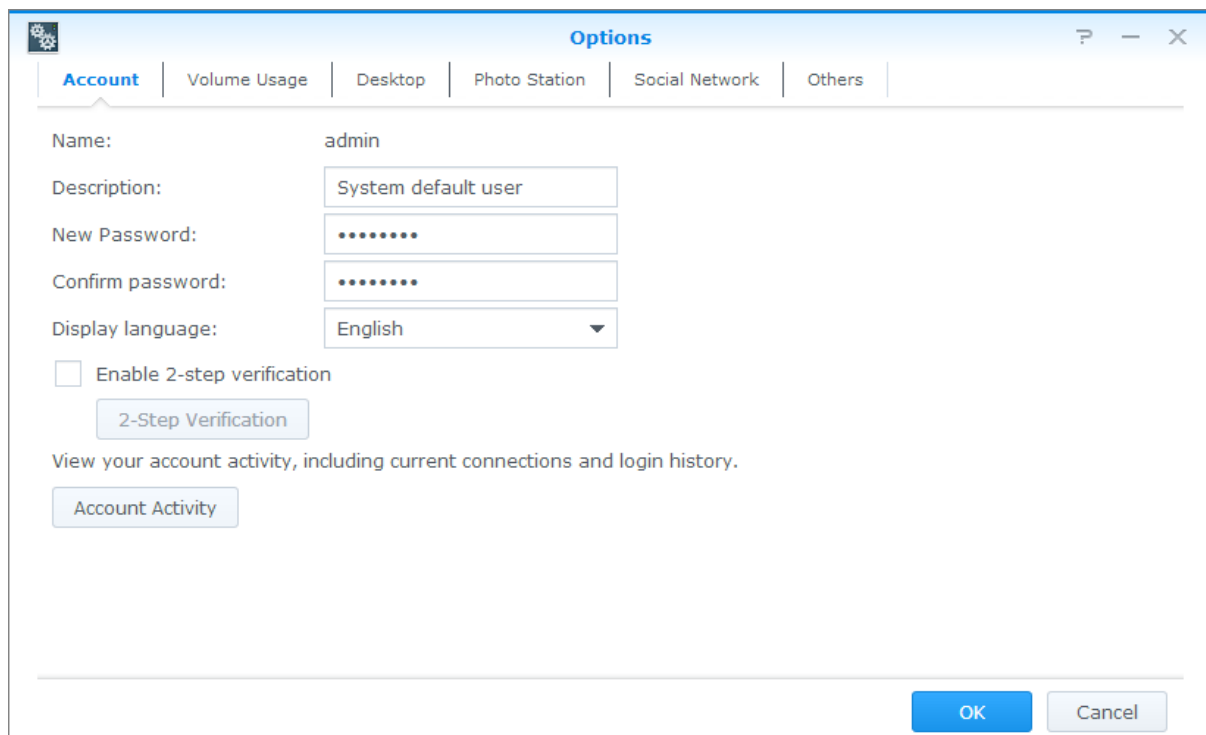 Options
Account Volume Usage Desktop Photo Station Social Network Others
Name: admin
Description: System default user
New Password: ••••••••
Confirm password: ••••••••
Display language: English
Enable 2-step verification
2-Step Verification
View your account activity, including current connections and login history.
Account Activity
OK Cancel